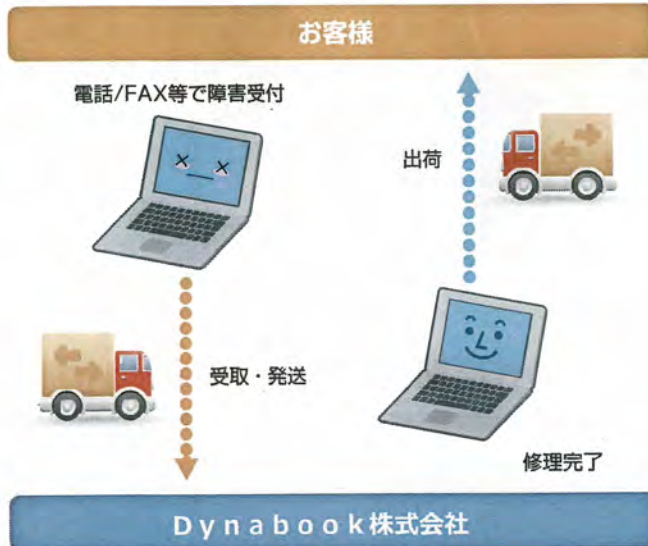 お客様
電話/FAX等で障害受付
出荷
受取・発送
修理完了
Dynabook株式会社